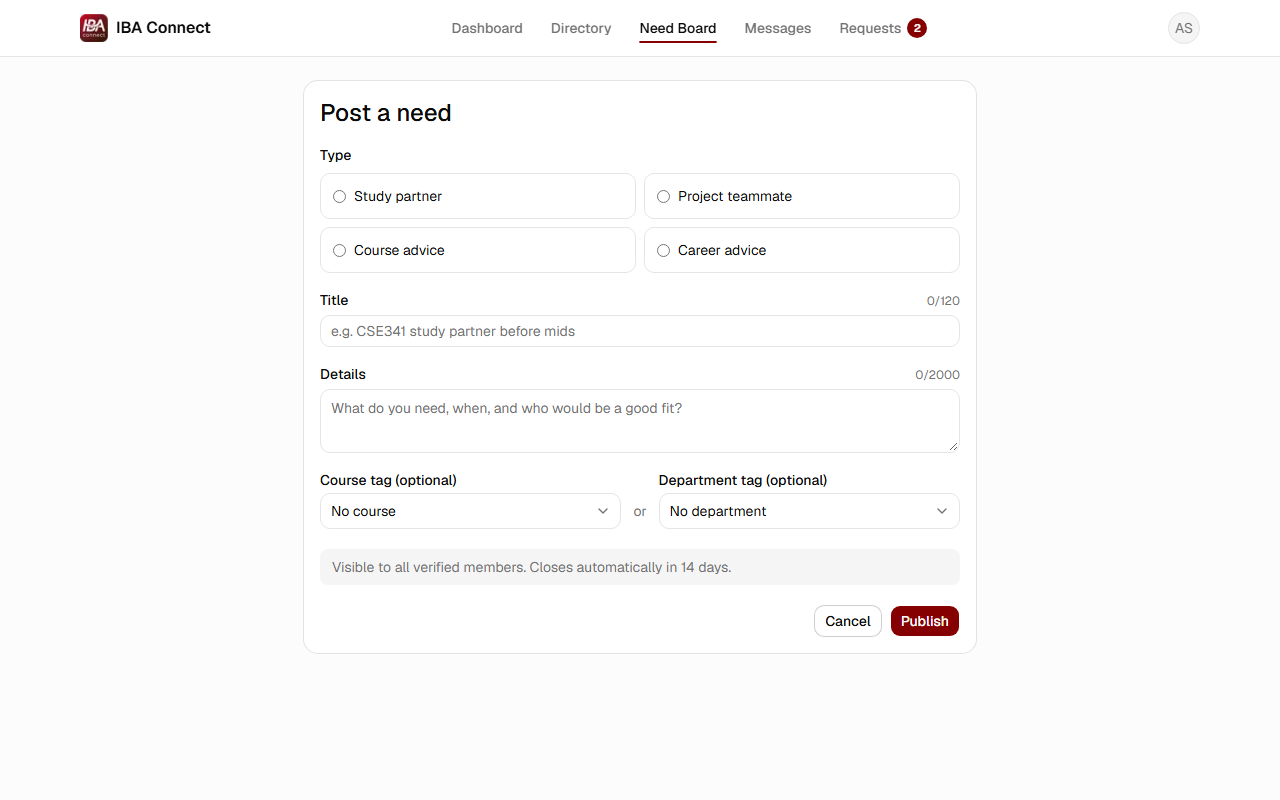 IBA connect IBA Connect Dashboard Directory Need Board Messages Requests 2 AS
Post a need
Type
Study partner Project teammate
Course advice Career advice
Title 0/120
e.g. CSE341 study partner before mids
Details 0/2000
What do you need, when, and who would be a good fit?
Course tag (optional) Department tag (optional)
No course or No department
Visible to all verified members. Closes automatically in 14 days.
Cancel Publish